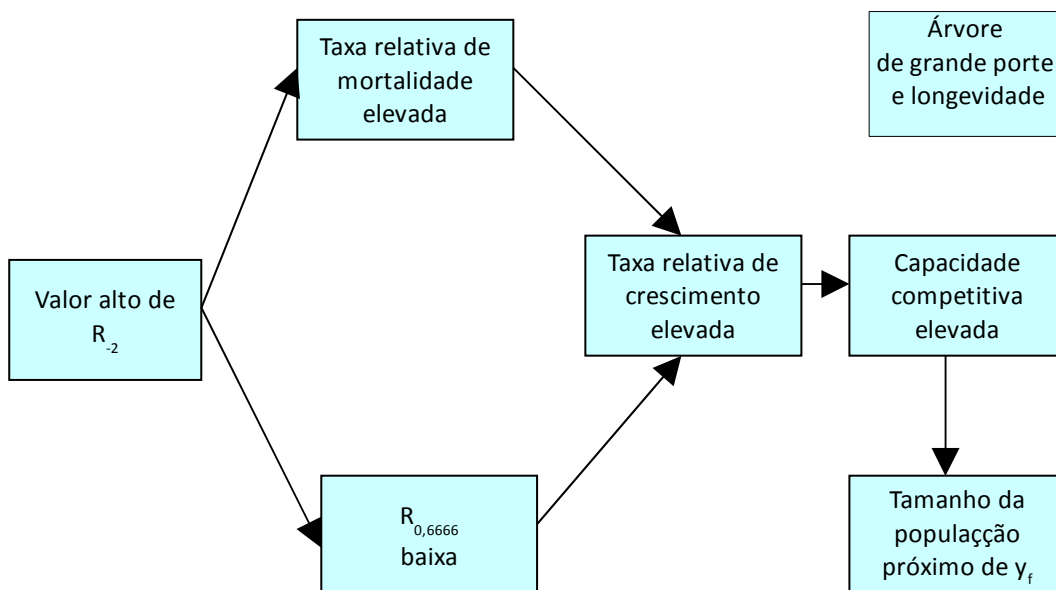 Taxa relativa de
mortalidade
elevada
Árvore
de grande porte
e longevidade
Valor alto de
R-2
Taxa relativa de
crescimento
elevada
Capacidade
competitiva
elevada
R0,6666
baixa
Tamanho da
populaçção
próximo de yf